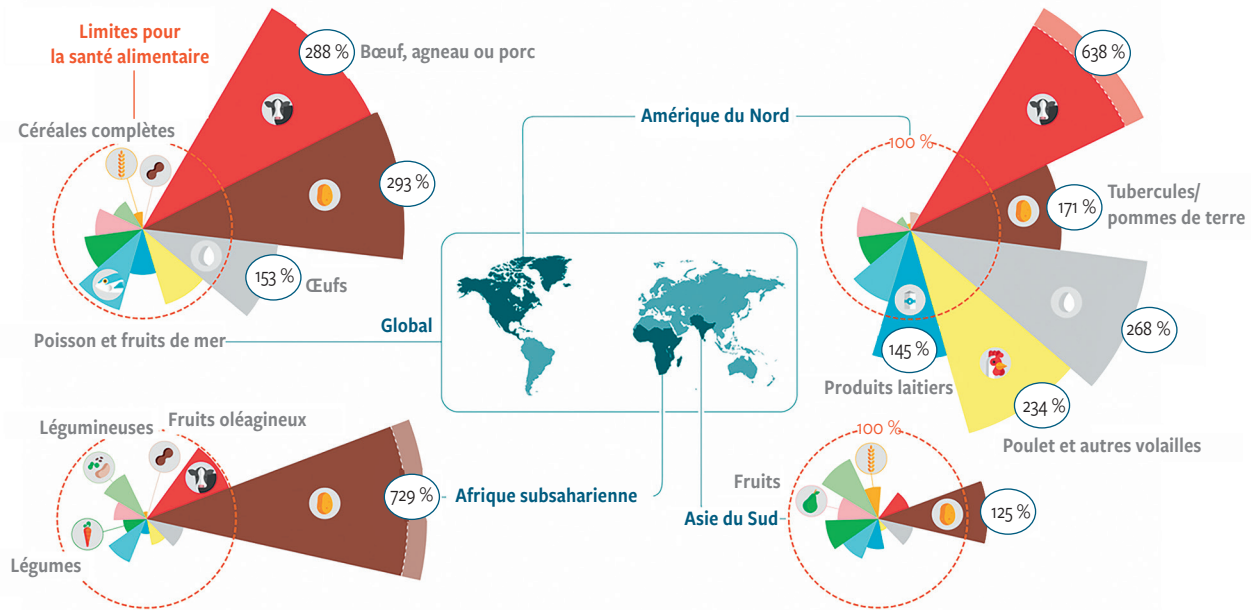 Limites pour
la santé alimentaire
288 %
Bœuf, agneau ou porc
Céréales complètes
293 %
153 %
Œufs
Poisson et fruits de mer
Global
Amérique du Nord
638 %
100 %
171 %
Tubercules/
pommes de terre
268 %
145 %
Produits laitiers
234 %
Poulet et autres volailles
Légumineuses
Fruits oléagineux
729 %
Afrique subsaharienne
Légumes
100 %
Fruits
Asie du Sud
125 %